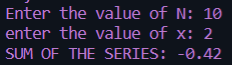 Enter the value of N: 10
enter the value of x: 2
SUM OF THE SERIES: -0.42